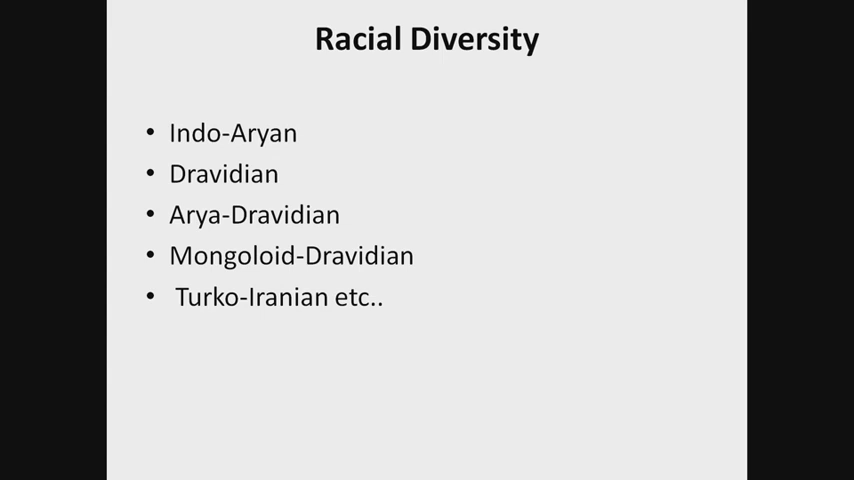 Racial Diversity
• Indo-Aryan
• Dravidian
• Arya-Dravidian
• Mongoloid-Dravidian
• Turko-Iranian etc..